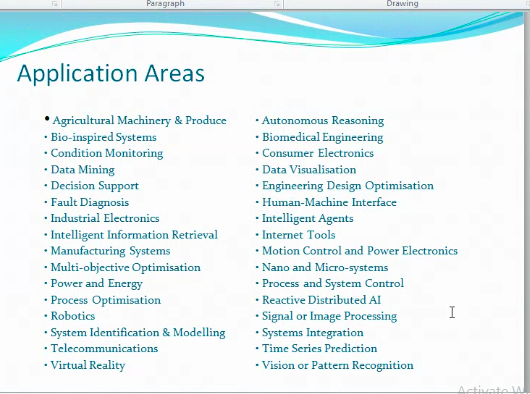 Paragraph
Drawing
Application Areas
• Agricultural Machinery & Produce
• Bio-inspired Systems
• Condition Monitoring
• Data Mining
• Decision Support
• Fault Diagnosis
• Industrial Electronics
• Intelligent Information Retrieval
• Manufacturing Systems
• Multi-objective Optimisation
• Power and Energy
• Process Optimisation
• Robotics
• System Identification & Modelling
• Telecommunications
• Virtual Reality
• Autonomous Reasoning
• Biomedical Engineering
• Consumer Electronics
• Data Visualisation
• Engineering Design Optimisation
• Human-Machine Interface
• Intelligent Agents
• Internet Tools
• Motion Control and Power Electronics
• Nano and Micro-systems
• Process and System Control
• Reactive Distributed AI
• Signal or Image Processing
• Systems Integration
• Time Series Prediction
• Vision or Pattern Recognition
Activate W